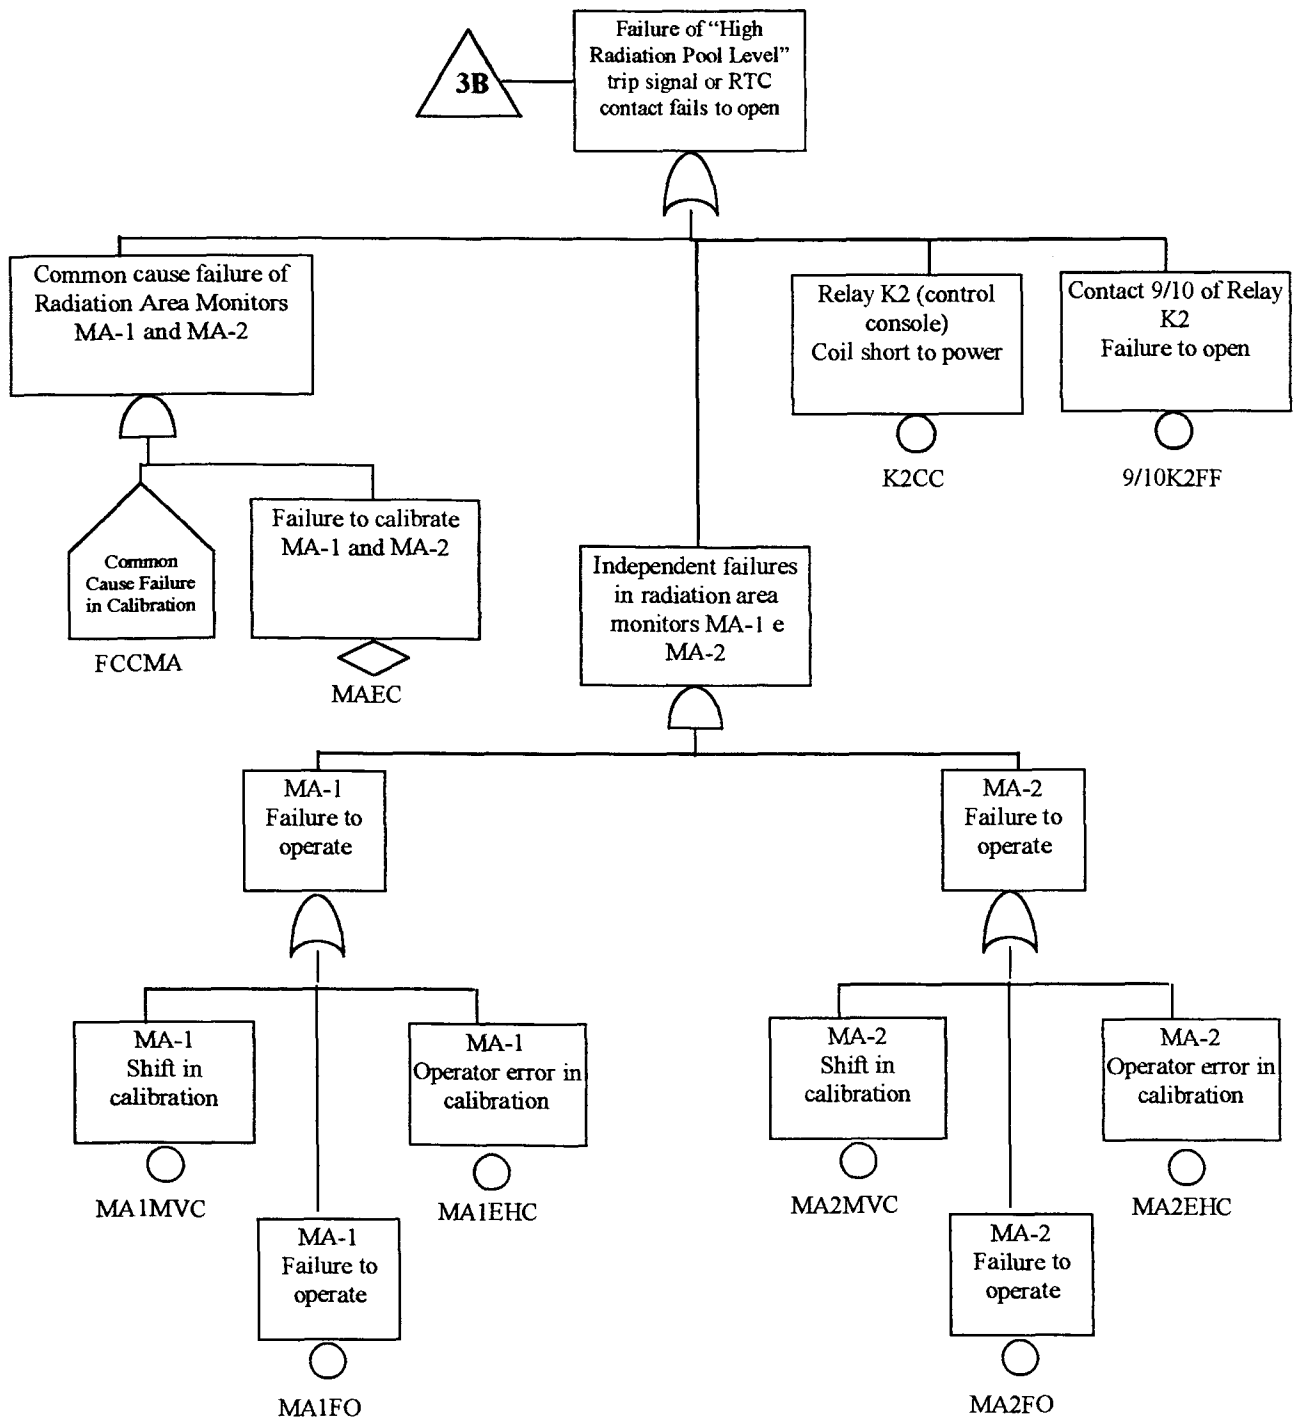 Failure of “High
Radiation Pool Level”
trip signal or RTC
contact fails to open
3B
Common cause failure of
Radiation Area Monitors
MA-1 and MA-2
Relay K2 (control
console)
Coil short to power
K2CC
Contact 9/10 of Relay
K2
Failure to open
9/10K2FF
Common
Cause Failure
in Calibration
FCCMA
Failure to calibrate
MA-1 and MA-2
MAEC
Independent failures
in radiation area
monitors MA-1 e
MA-2
MA-1
Failure to
operate
MA-2
Failure to
operate
MA-1
Shift in
calibration
MA1MVC
MA-1
Operator error in
calibration
MA1EHC
MA-1
Failure to
operate
MA1FO
MA-2
Shift in
calibration
MA2MVC
MA-2
Operator error in
calibration
MA2EHC
MA-2
Failure to
operate
MA2FO